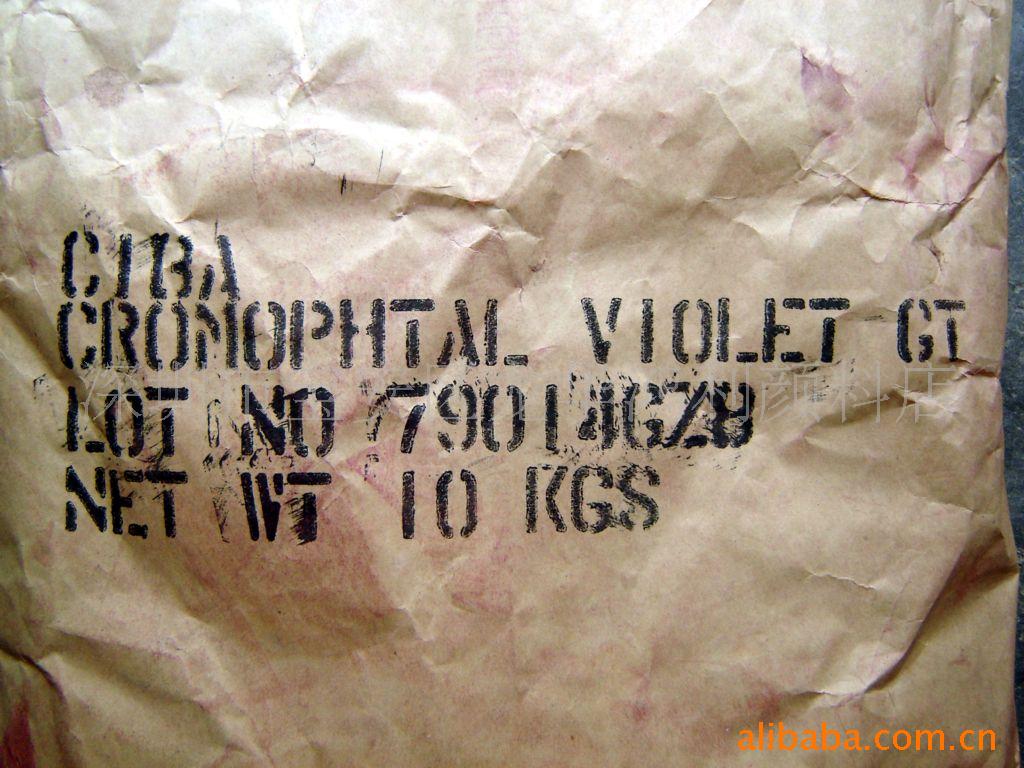 CIBA
CROMOPHTAL VIOLET GT
LOT NO
NET WT 10 KGS
alibaba.com.cn